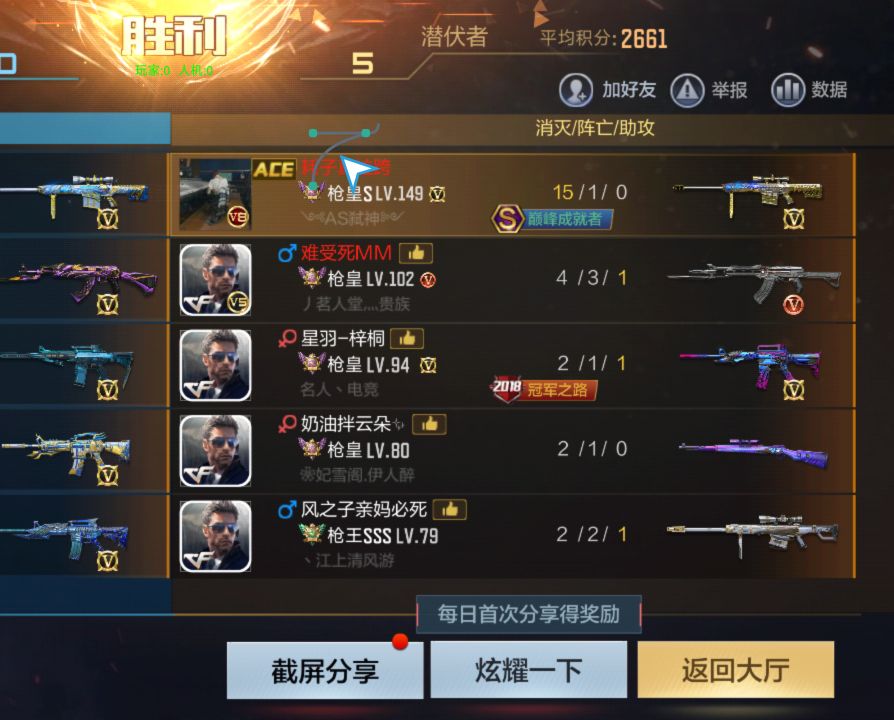 胜利
玩家:0 人机:0
5
潜伏者
平均积分:2661
加好友
举报
数据
消灭/阵亡/助攻
ACE
枪皇S LV.149
15/1/0
AS弑神
S 巅峰成就者
难受死MM
枪皇 LV.102
4/3/1
丿茗人堂灬贵族
星羽-梓桐
枪皇 LV.94
2/1/1
名人丶电竞
2018 冠军之路
奶油拌云朵
枪皇 LV.80
2/1/0
妃雪阁.伊人醉
风之子亲妈必死
枪王SSS LV.79
2/2/1
丶江上清风游
每日首次分享得奖励
截屏分享
炫耀一下
返回大厅